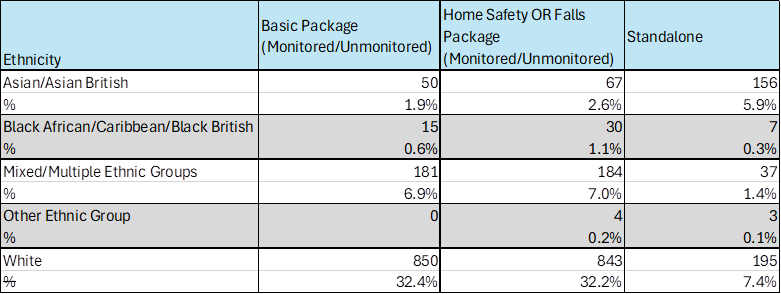 Ethnicity Basic Package (Monitored/Unmonitored) Home Safety OR Falls Package (Monitored/Unmonitored) Standalone
Asian/Asian British 50 67 156
% 1.9% 2.6% 5.9%
Black African/Caribbean/Black British 15 30 7
% 0.6% 1.1% 0.3%
Mixed/Multiple Ethnic Groups 181 184 37
% 6.9% 7.0% 1.4%
Other Ethnic Group 0 4 3
% 0.2% 0.1%
White 850 843 195
% 32.4% 32.2% 7.4%